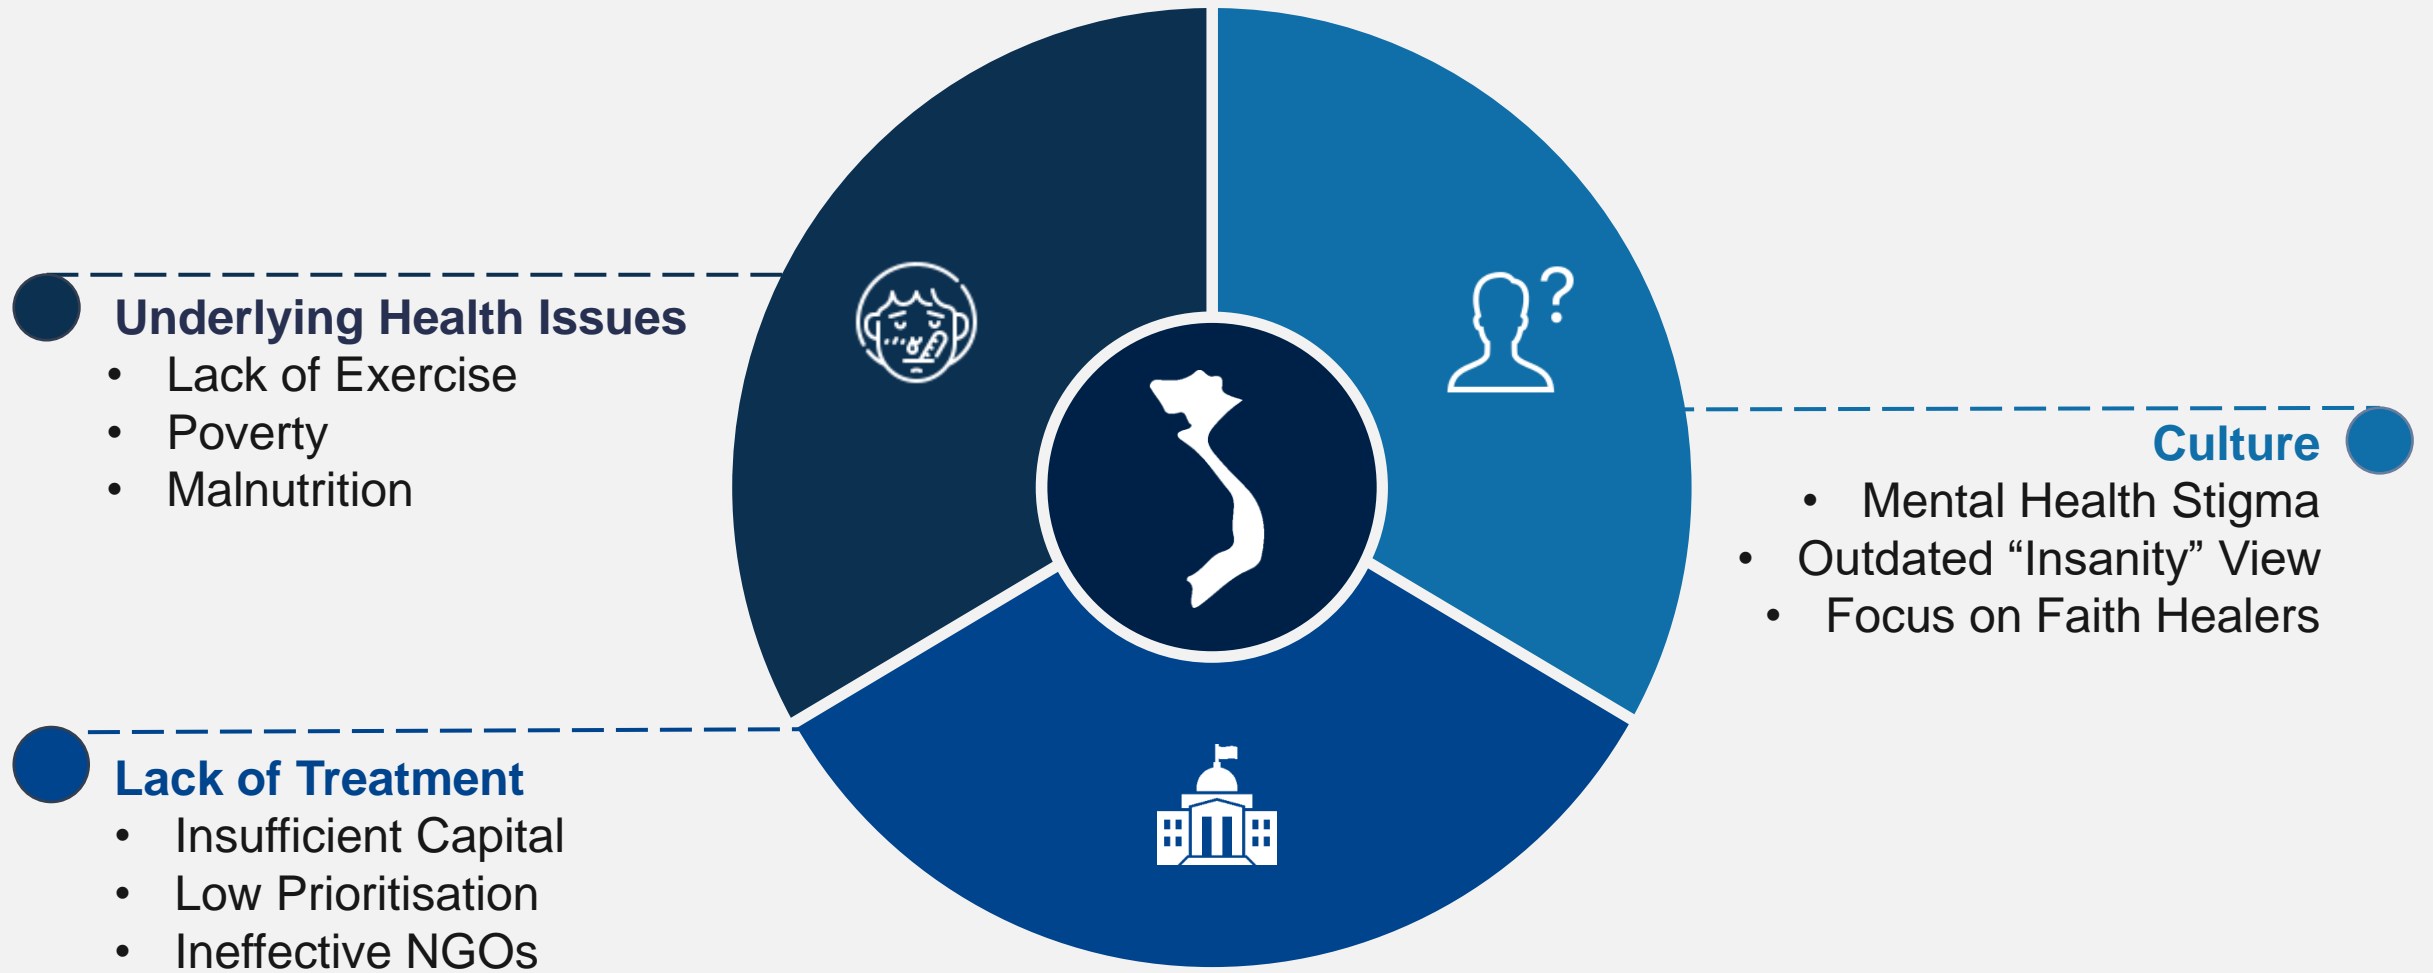 Underlying Health Issues
• Lack of Exercise
• Poverty
• Malnutrition
Culture
• Mental Health Stigma
• Outdated “Insanity” View
• Focus on Faith Healers
Lack of Treatment
• Insufficient Capital
• Low Prioritisation
• Ineffective NGOs
?